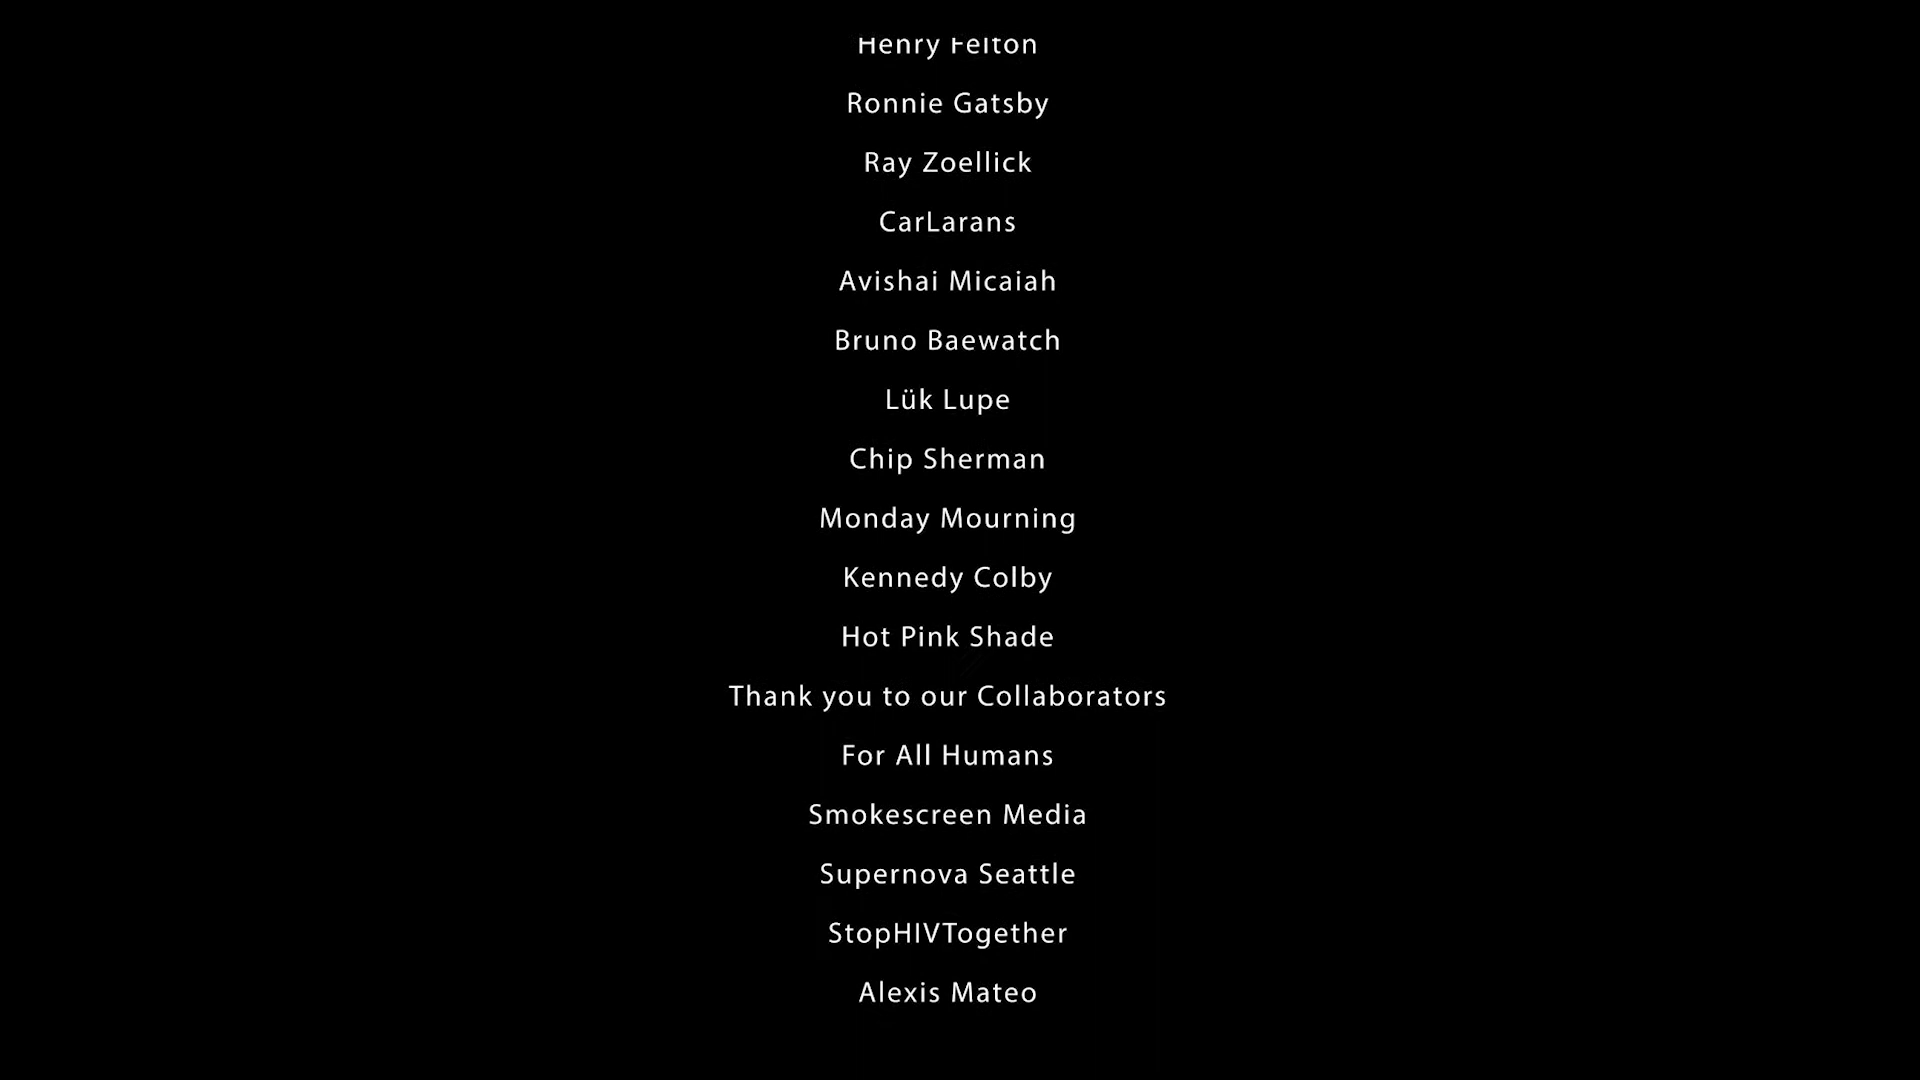 Henry Felton
Ronnie Gatsby
Ray Zoellick
CarLarans
Avishai Micaiah
Bruno Baewatch
Lük Lupe
Chip Sherman
Monday Mourning
Kennedy Colby
Hot Pink Shade
Thank you to our Collaborators
For All Humans
Smokescreen Media
Supernova Seattle
StopHIVTogether
Alexis Mateo